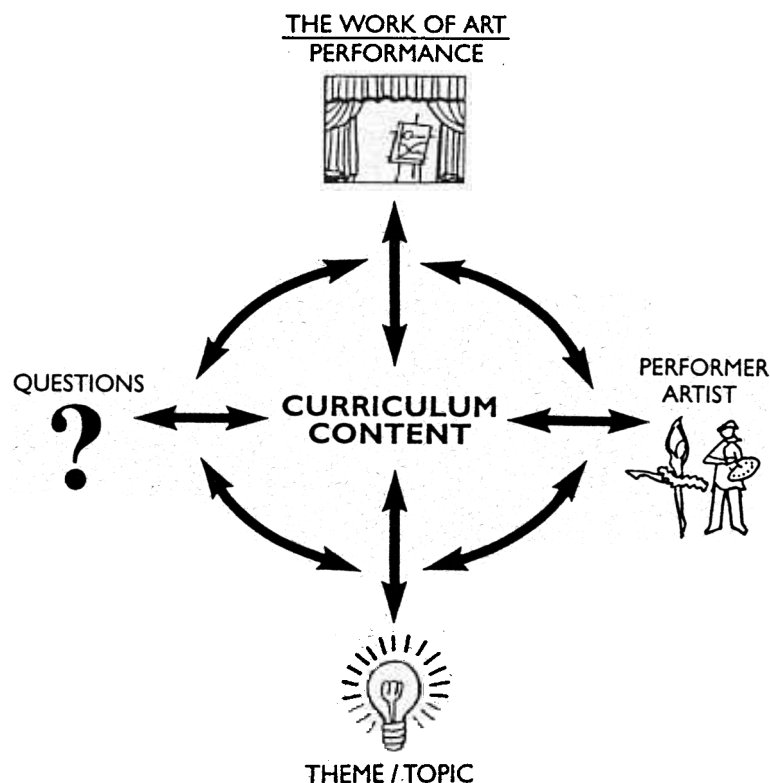 THE WORK OF ART
PERFORMANCE
QUESTIONS
?
CURRICULUM
CONTENT
PERFORMER
ARTIST
THEME / TOPIC